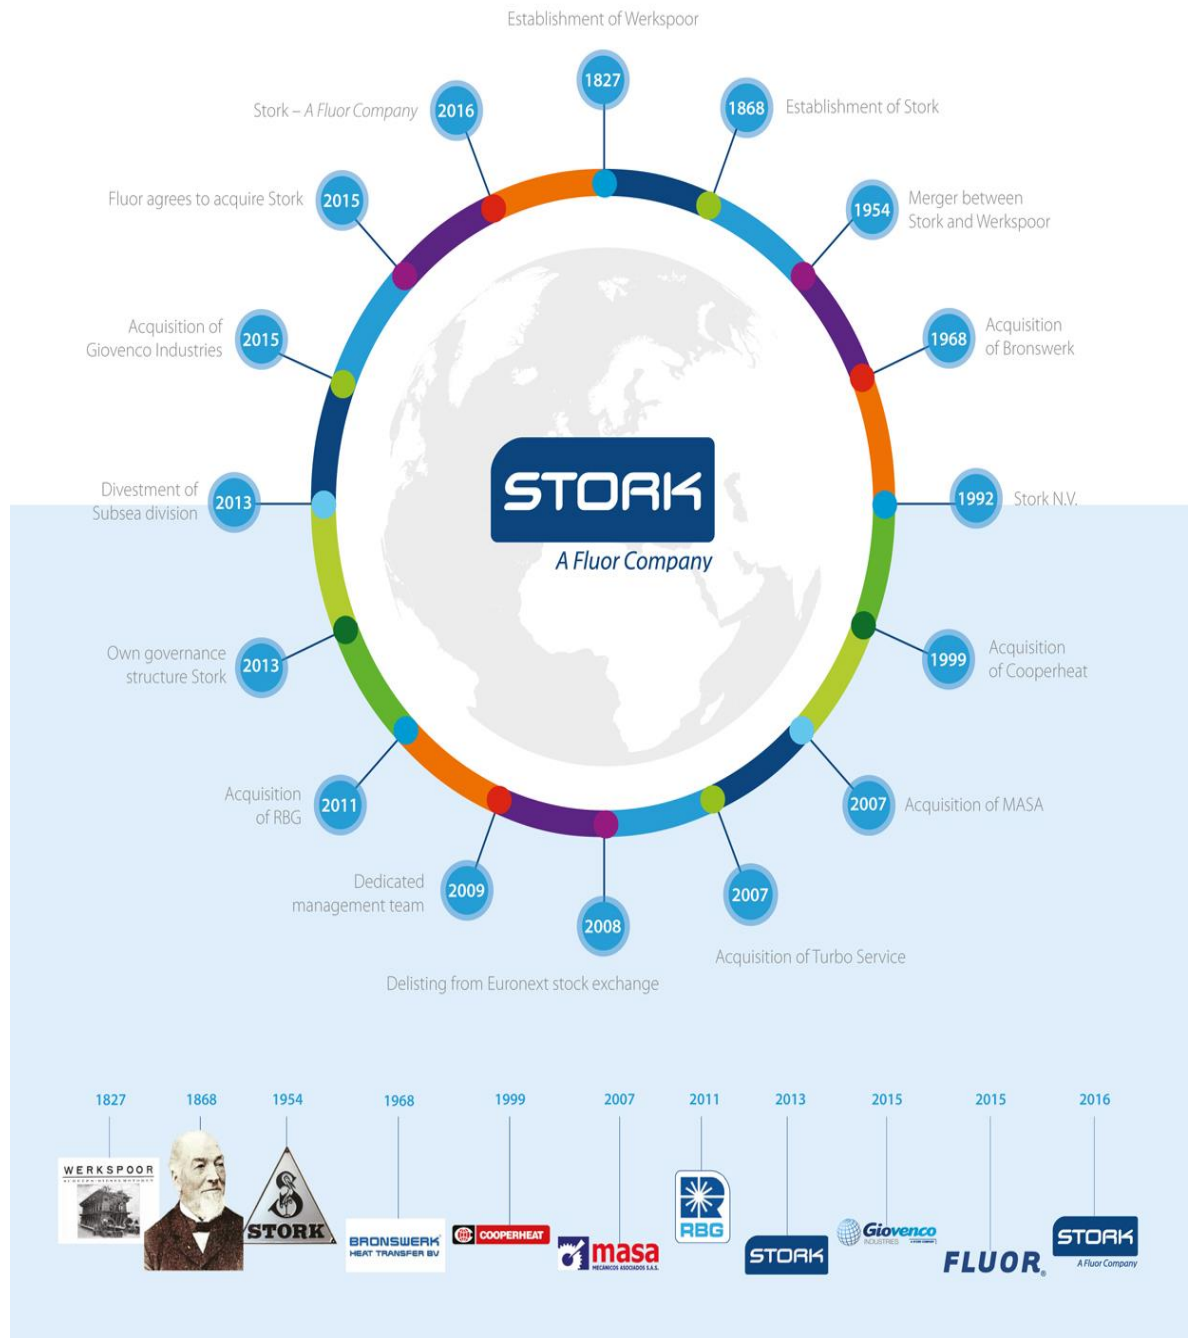 Establishment of Werkspoor
1827
1868
Establishment of Stork
1954
Merger between
Stork and Werkspoor
1968
Acquisition
of Bronswerk
1992
Stork N.V.
1999
Acquisition
of Cooperheat
2007
Acquisition of MASA
2007
Acquisition of Turbo Service
2008
Delisting from Euronext stock exchange
2009
Dedicated
management team
2011
Acquisition
of RBG
2013
Own governance
structure Stork
2013
Divestment of
Subsea division
2015
Acquisition of
Giovenco Industries
2015
Fluor agrees to acquire Stork
2016
Stork – A Fluor Company
STORK
A Fluor Company
1827
1868
1954
1968
1999
2007
2011
2013
2015
2015
2016
WERKSPOOR
STORK
BRONSWERK
HEAT TRANSFER BV
COOPERHEAT
masa
MECÁNICOS ASOCIADOS S.A.S.
RBG
STORK
Giovenco
INDUSTRIES
FLUOR®
STORK
A Fluor Company